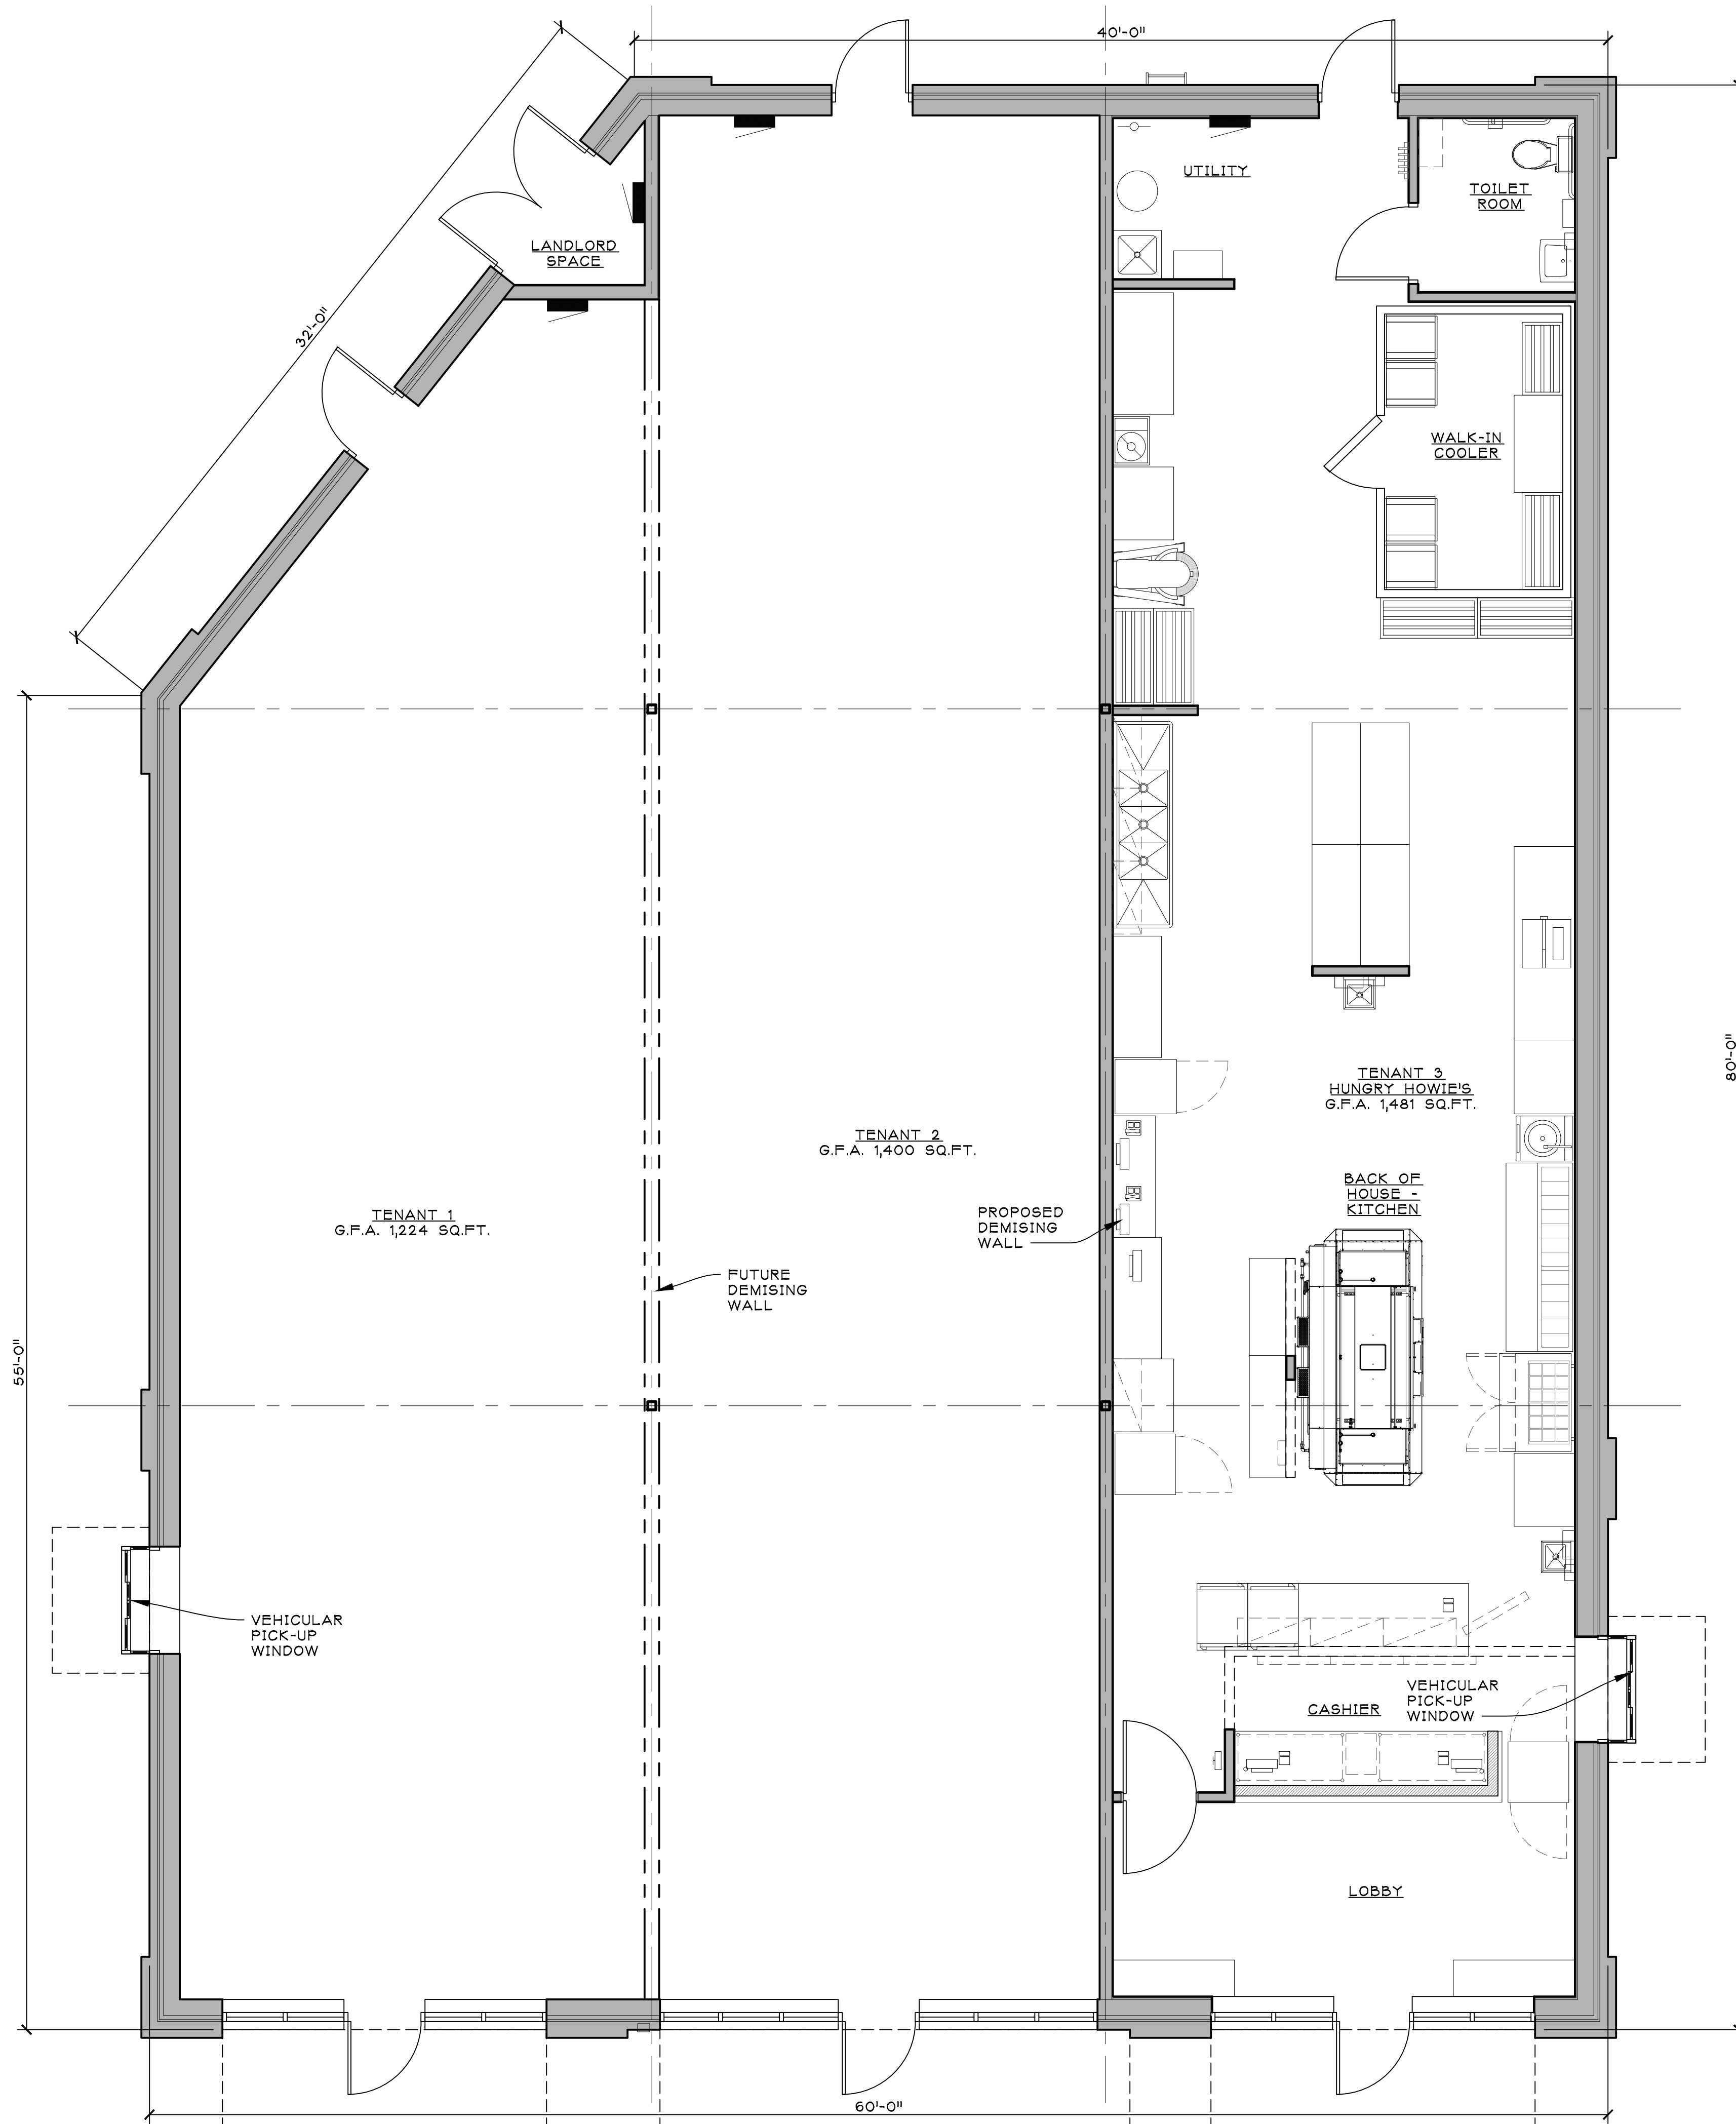 40'-0"
UTILITY
TOILET
ROOM
LANDLORD
SPACE
32'-0"
WALK-IN
COOLER
80'-0"
TENANT 3
HUNGRY HOWIE'S
G.F.A. 1,481 SQ.FT.
TENANT 2
G.F.A. 1,400 SQ.FT.
BACK OF
HOUSE -
KITCHEN
TENANT 1
G.F.A. 1,224 SQ.FT.
PROPOSED
DEMISING
WALL
FUTURE
DEMISING
WALL
55'-0"
VEHICULAR
PICK-UP
WINDOW
VEHICULAR
PICK-UP
WINDOW
CASHIER
LOBBY
60'-0"